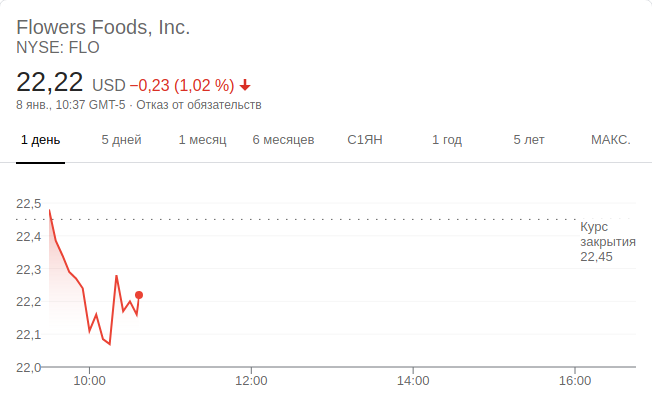 Flowers Foods, Inc.
NYSE: FLO
22,22 USD −0,23 (1,02 %)
8 янв., 10:37 GMT-5 · Отказ от обязательств
1 день 5 дней 1 месяц 6 месяцев С1ЯН 1 год 5 лет МАКС.
22,5
22,4
22,3
22,2
22,1
22,0
Курс
закрытия
22,45
10:00 12:00 14:00 16:00